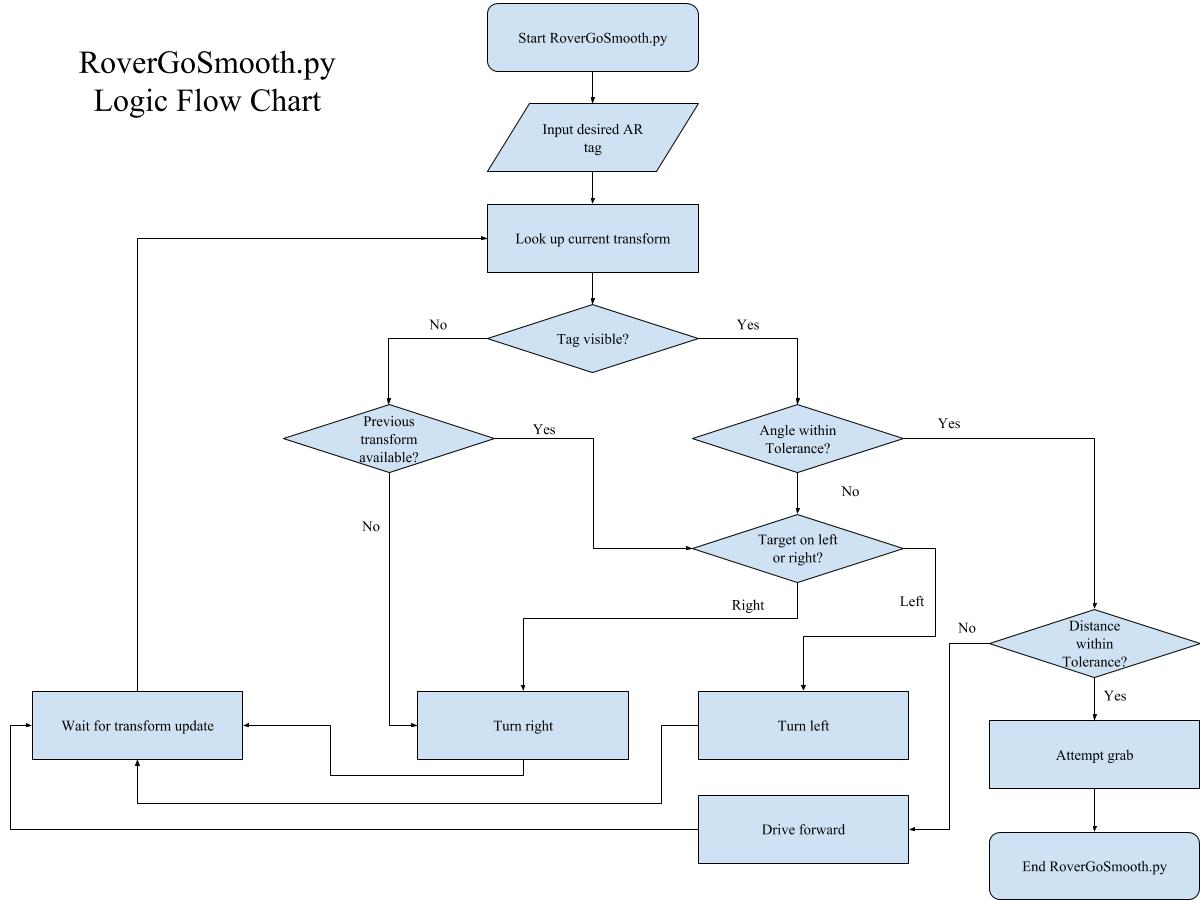 RoverGoSmooth.py
Logic Flow Chart
Start RoverGoSmooth.py
Input desired AR
tag
Look up current transform
Tag visible?
No
Yes
Previous
transform
available?
Yes
No
Angle within
Tolerance?
Yes
No
Target on left
or right?
Right
Left
Distance
within
Tolerance?
No
Yes
Wait for transform update
Turn right
Turn left
Attempt grab
Drive forward
End RoverGoSmooth.py